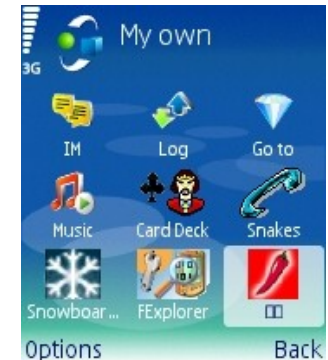 My own
3G
IM Log Go to
Music Card Deck Snakes
Snowboar... FExplorer
Options Back